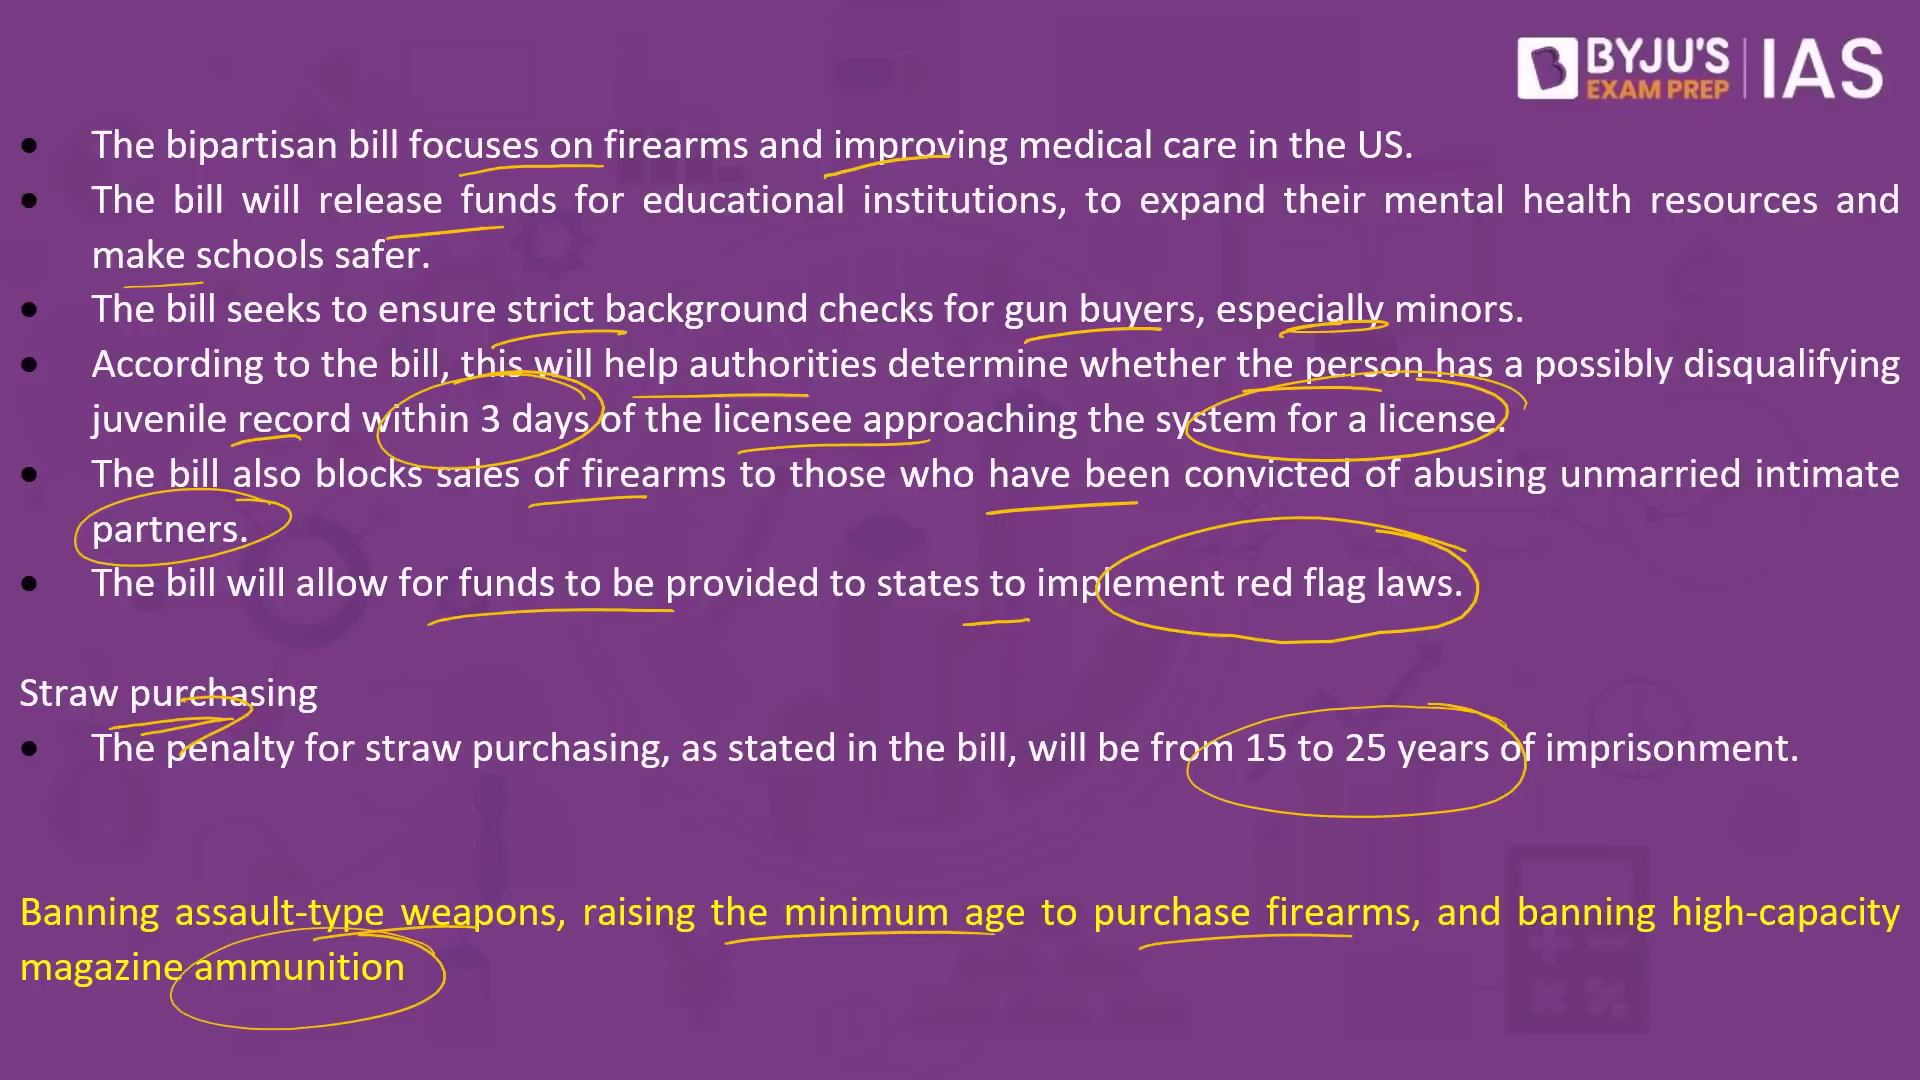 BYJU'S
EXAM PREP
IAS
• The bipartisan bill focuses on firearms and improving medical care in the US.
• The bill will release funds for educational institutions, to expand their mental health resources and
make schools safer.
• The bill seeks to ensure strict background checks for gun buyers, especially minors.
• According to the bill, this will help authorities determine whether the person has a possibly disqualifying
juvenile record within 3 days of the licensee approaching the system for a license.
• The bill also blocks sales of firearms to those who have been convicted of abusing unmarried intimate
partners.
• The bill will allow for funds to be provided to states to implement red flag laws.
Straw purchasing
• The penalty for straw purchasing, as stated in the bill, will be from 15 to 25 years of imprisonment.
Banning assault-type weapons, raising the minimum age to purchase firearms, and banning high-capacity
magazine ammunition